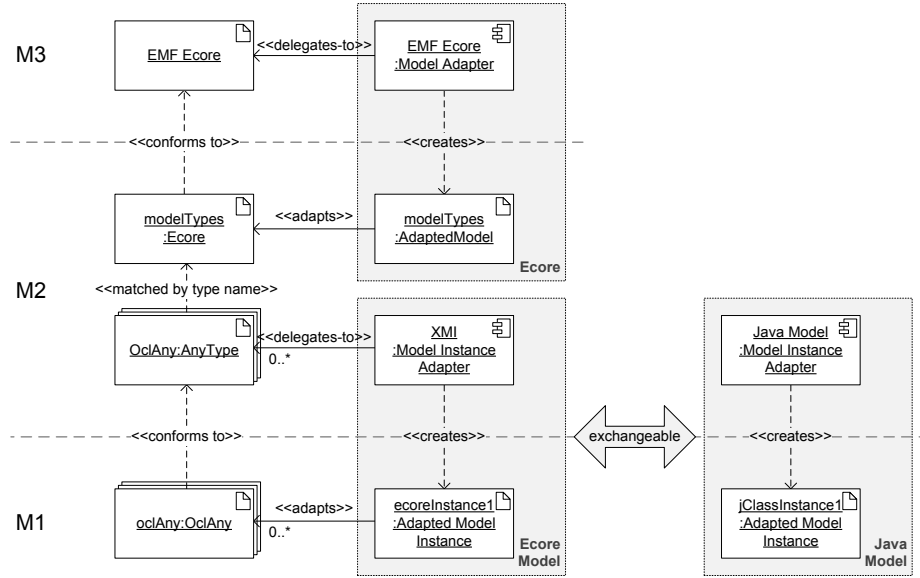 M3
EMF Ecore
<<delegates-to>>
EMF Ecore
:Model Adapter
<<conforms to>>
<<creates>>
modelTypes
:Ecore
<<adapts>>
modelTypes
:AdaptedModel
Ecore
M2
<<matched by type name>>
OclAny:AnyType
<<delegates-to>>
0..*
XMI
:Model Instance
Adapter
Java Model
:Model Instance
Adapter
<<conforms to>>
<<creates>>
exchangeable
<<creates>>
M1
oclAny:OclAny
<<adapts>>
0..*
ecoreInstance1
:Adapted Model
Instance
Ecore
Model
jClassInstance1
:Adapted Model
Instance
Java
Model